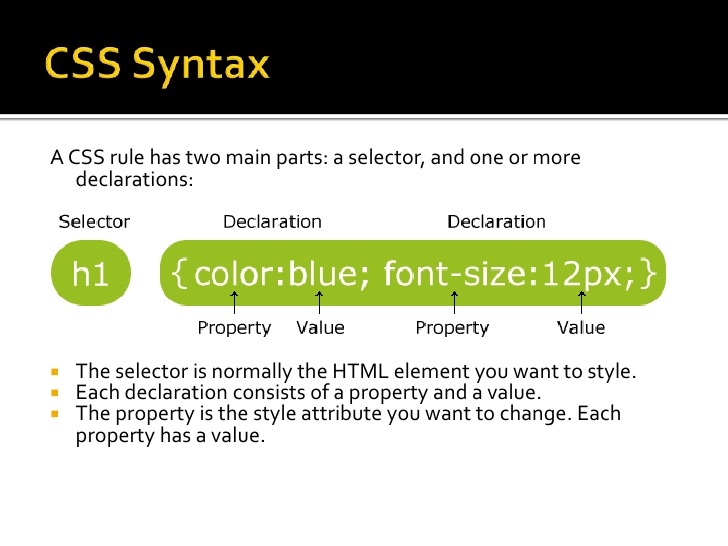 CSS Syntax
A CSS rule has two main parts: a selector, and one or more
declarations:
Selector Declaration Declaration
h1 {color:blue; font-size:12px;}
Property Value Property Value
▪ The selector is normally the HTML element you want to style.
▪ Each declaration consists of a property and a value.
▪ The property is the style attribute you want to change. Each
property has a value.